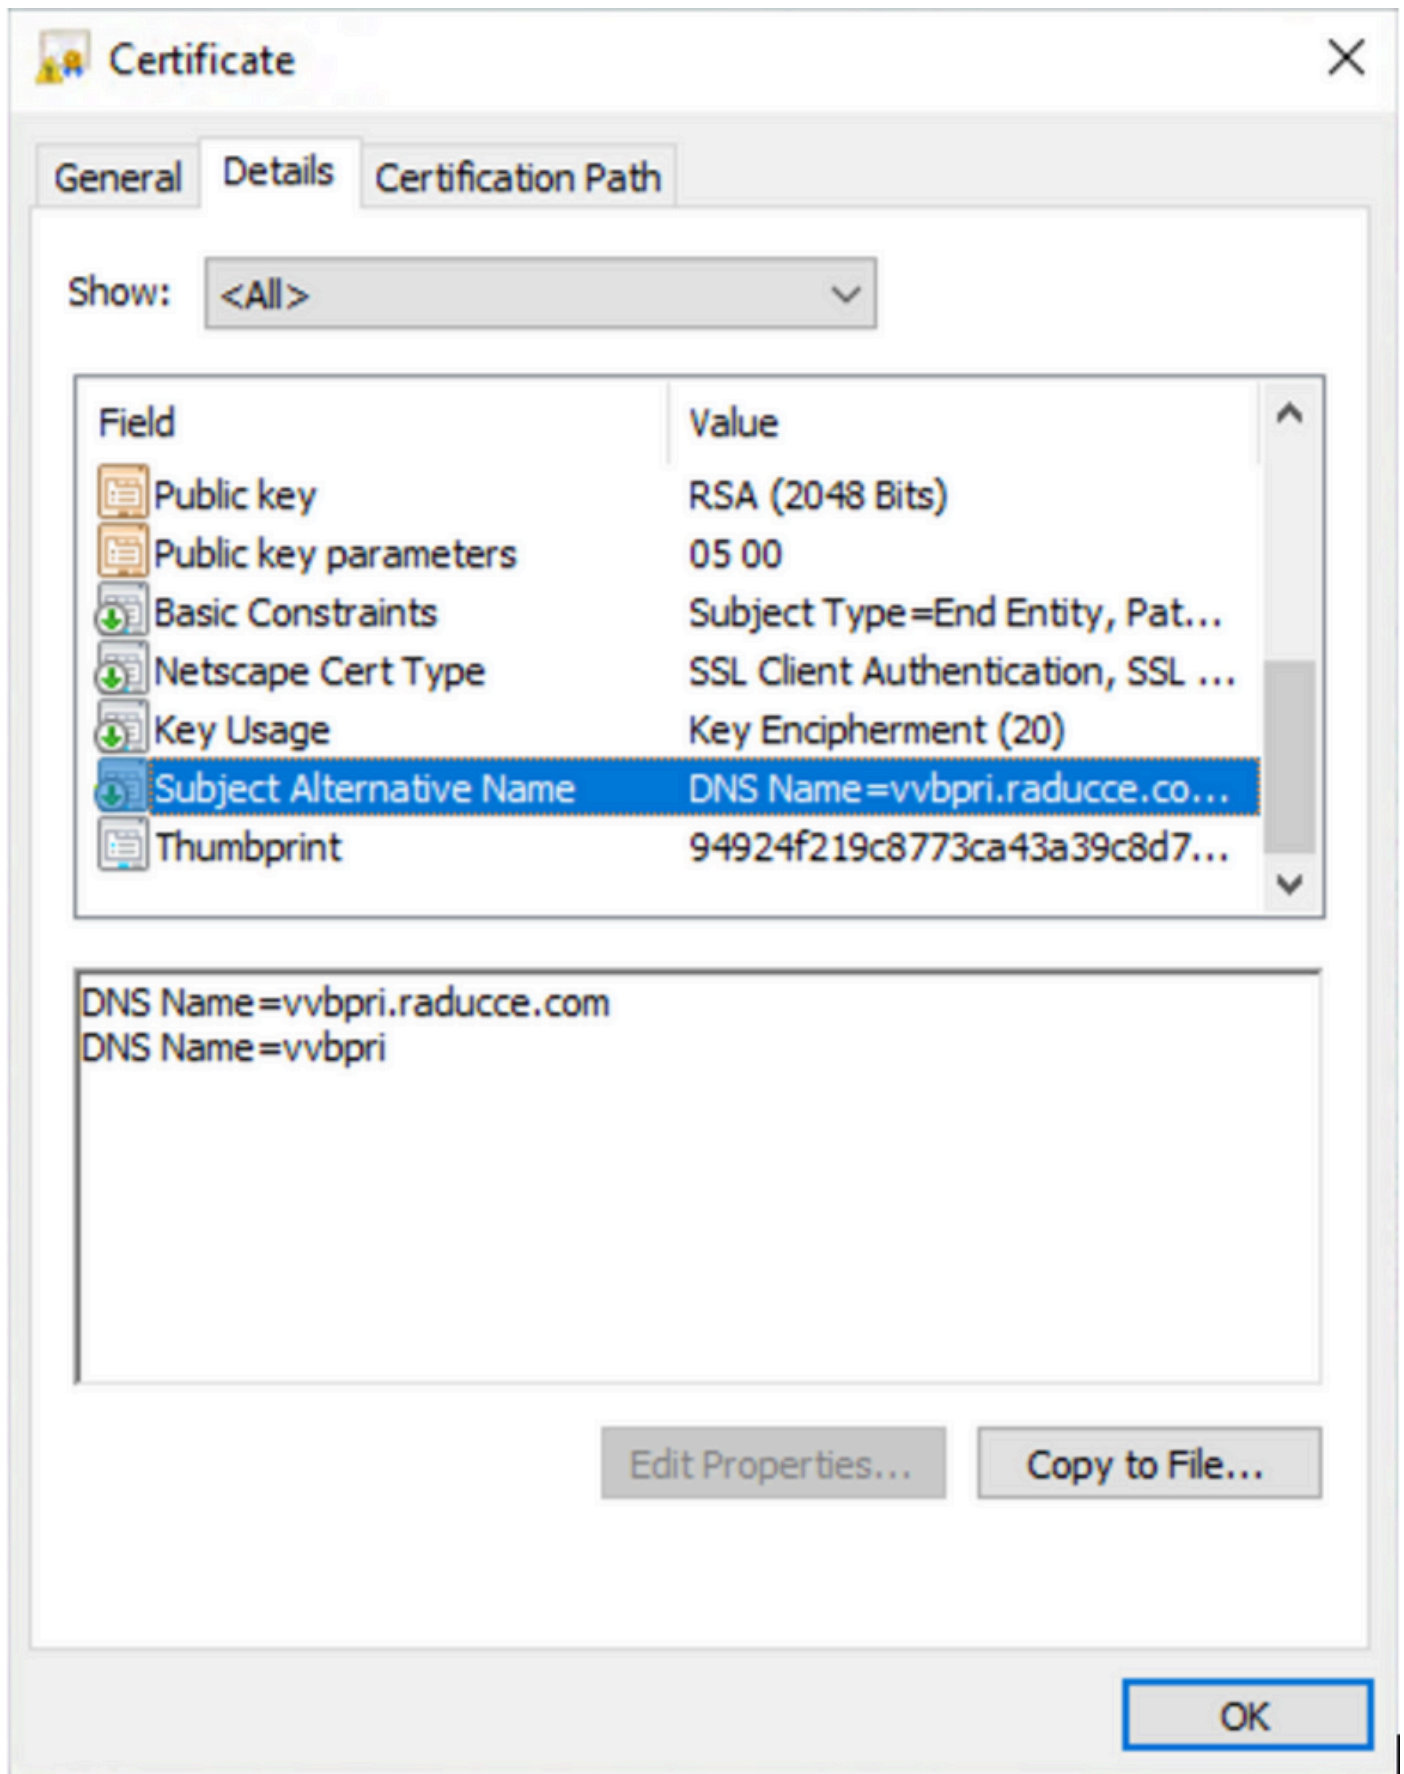 Certificate
General Details Certification Path
Show: <All>
Field Value
Public key RSA (2048 Bits)
Public key parameters 05 00
Basic Constraints Subject Type=End Entity, Pat...
Netscape Cert Type SSL Client Authentication, SSL ...
Key Usage Key Encipherment (20)
Subject Alternative Name DNS Name=vvbpri.raducce.co...
Thumbprint 94924f219c8773ca43a39c8d7...
DNS Name=vvbpri.raducce.com
DNS Name=vvbpri
Edit Properties... Copy to File...
OK